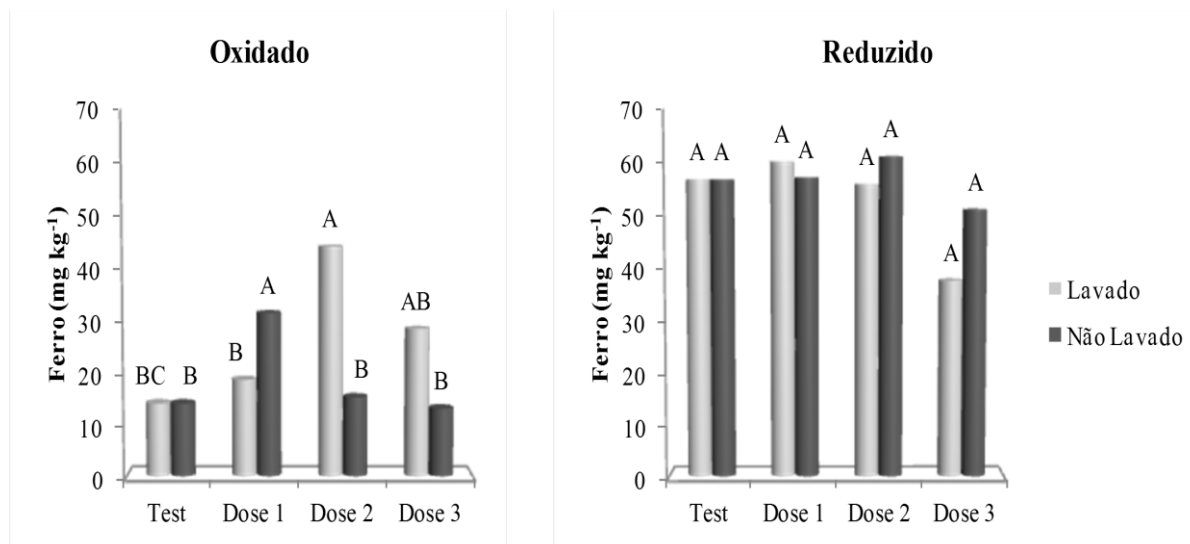 Oxidado
Ferro (mg kg⁻¹)
70
60
50
40
30
20
10
0
BC
B
B
A
A
B
AB
B
Test
Dose 1
Dose 2
Dose 3
Reduzido
Ferro (mg kg⁻¹)
70
60
50
40
30
20
10
0
A
A
A
A
A
A
A
A
Test
Dose 1
Dose 2
Dose 3
Lavado
Não Lavado